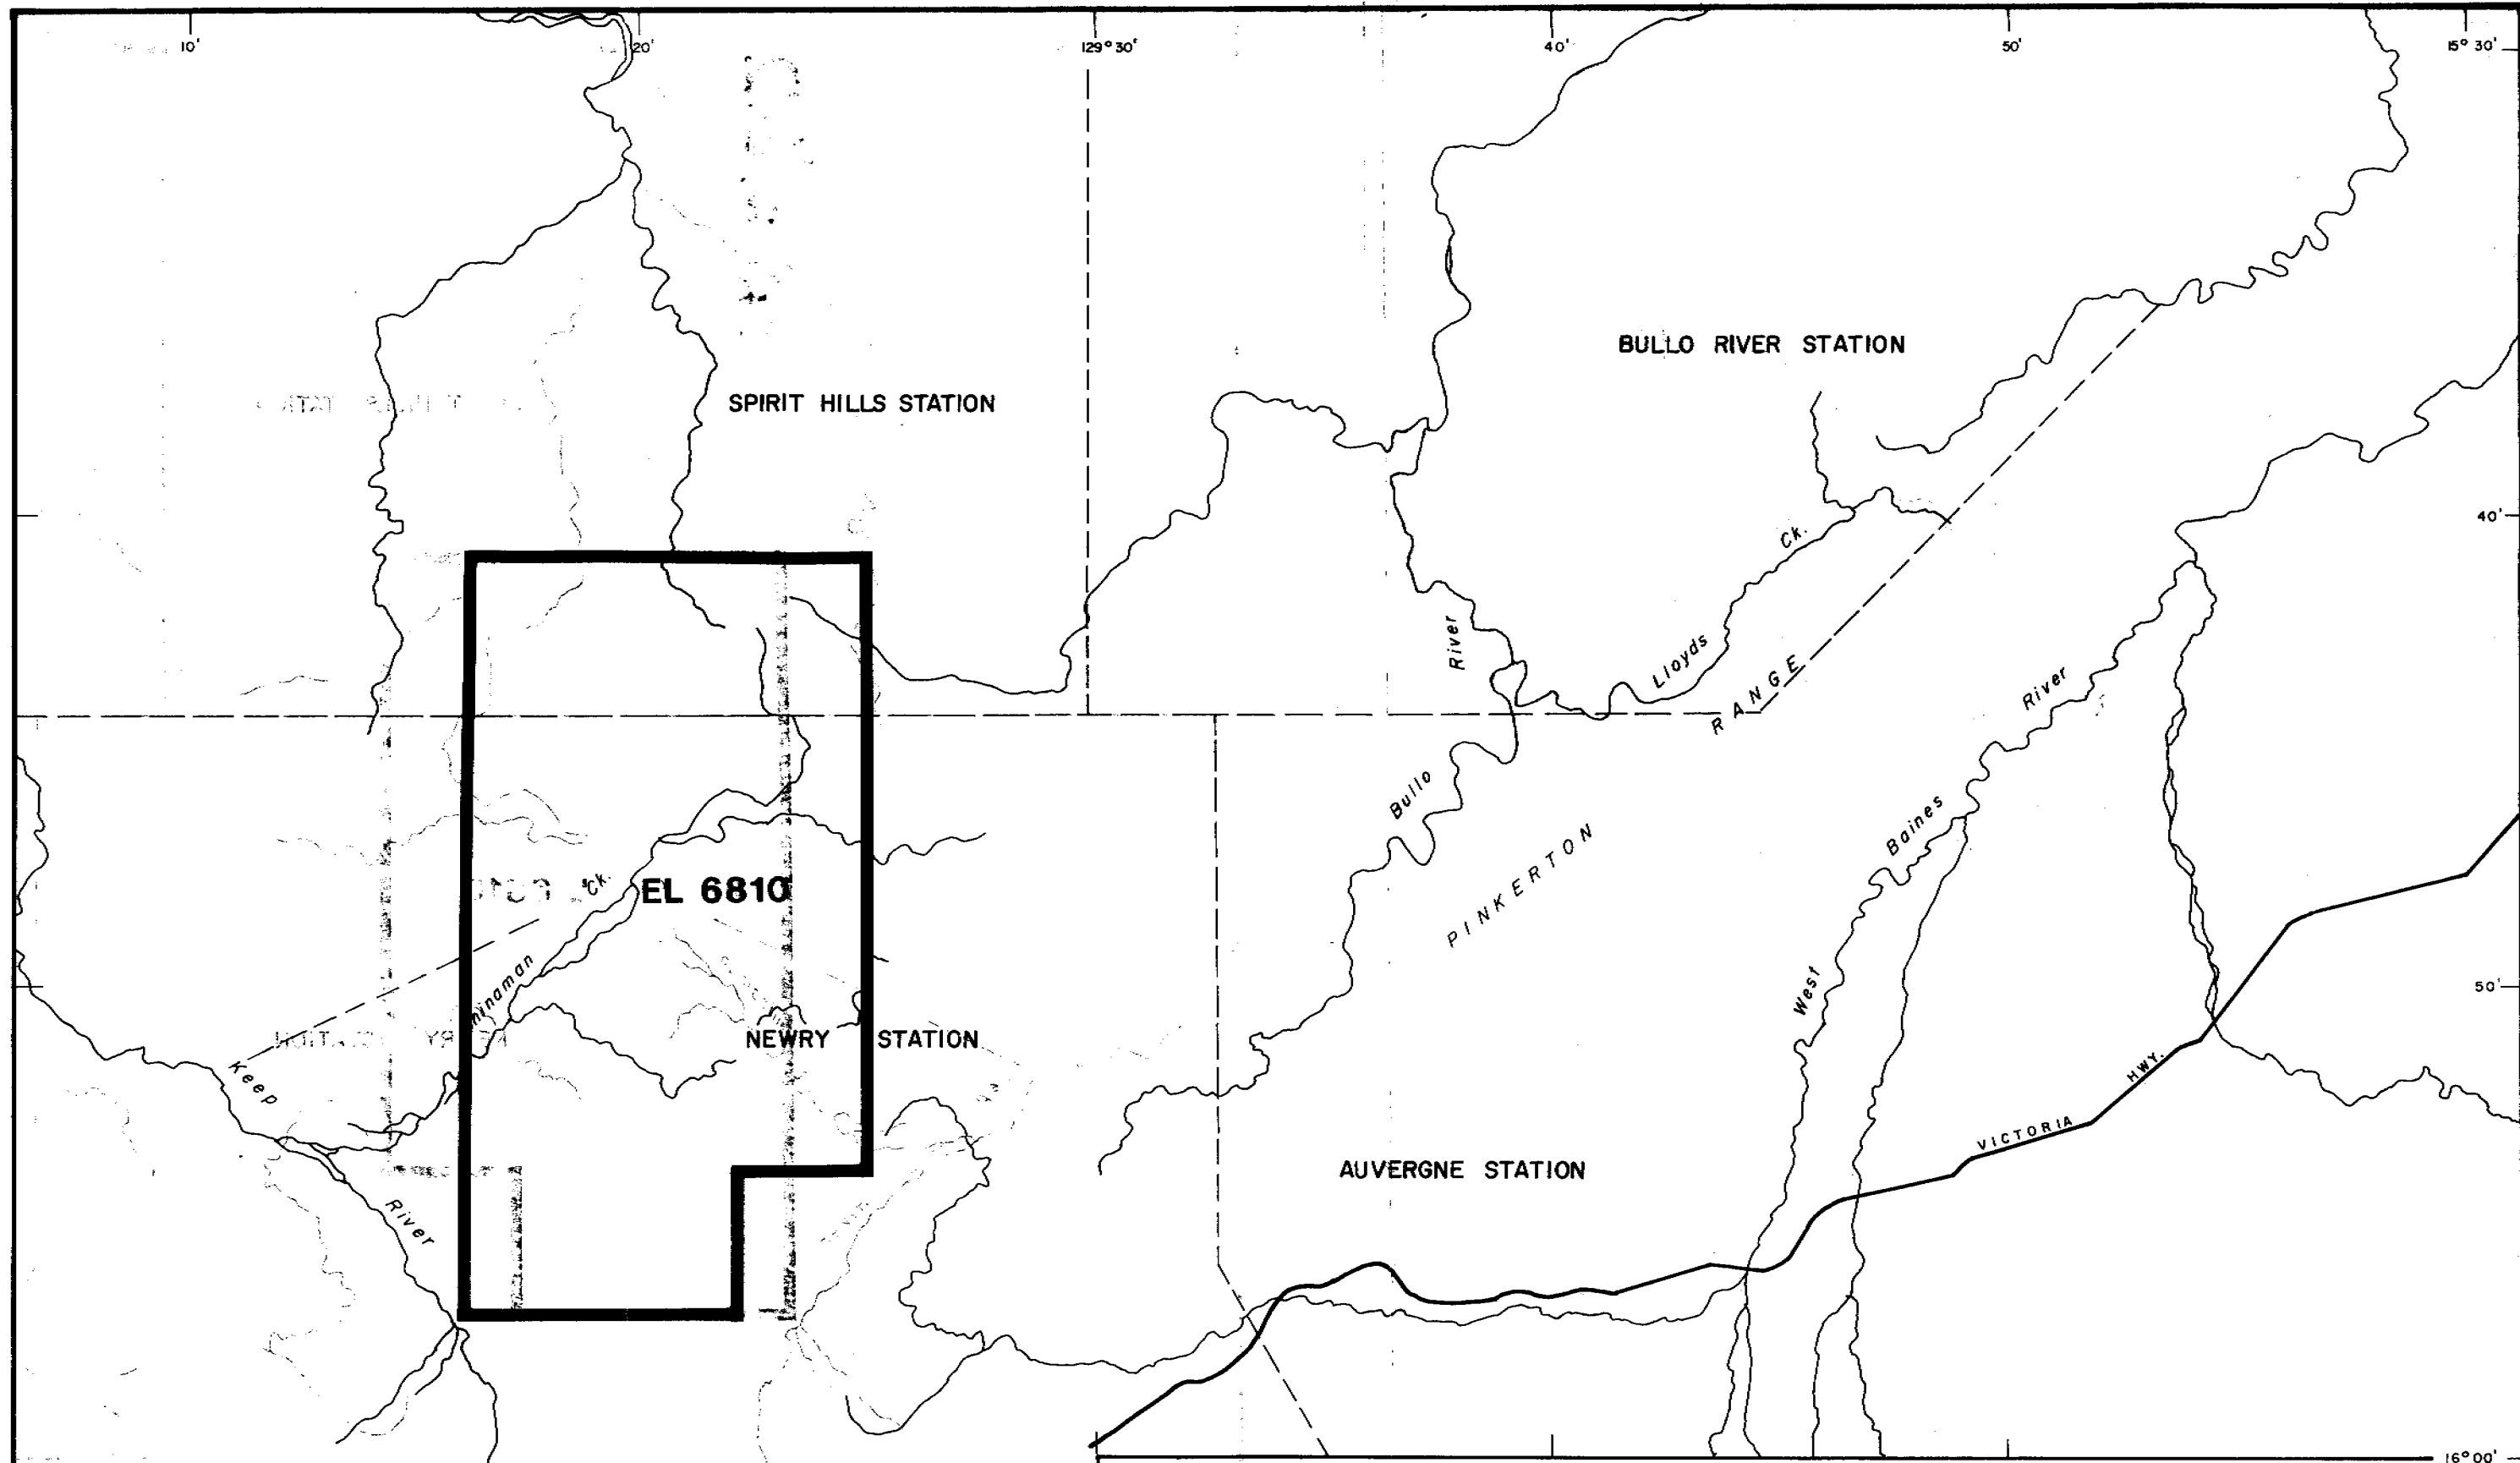 10'
20'
129° 30'
40'
50'
15° 30'
BULLO RIVER STATION
SPIRIT HILLS STATION
40'
Ck.
River
Lloyds
RANGE
River
Bullo
Baines
PINKERTON
Ck.
EL 6810
West
hinaman
50'
NEWRY STATION
Keep
HWY.
VICTORIA
AUVERGNE STATION
River
16° 00'